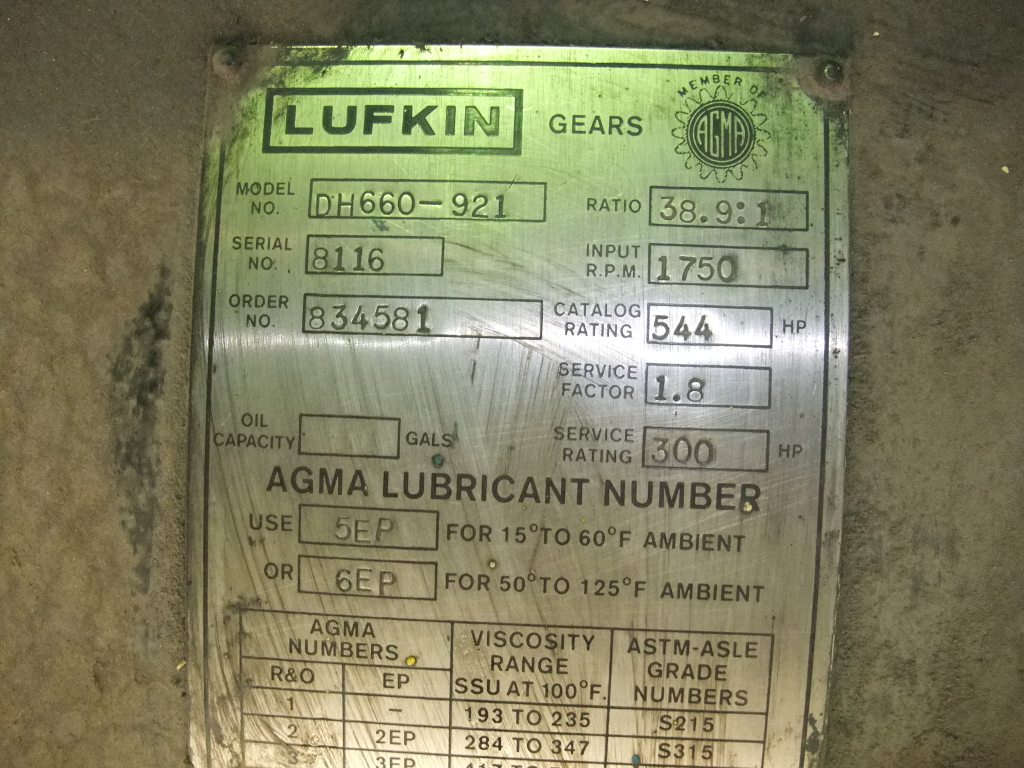 LUFKIN GEARS
MEMBER OF
AGMA
MODEL NO. DH660-921
RATIO 38.9:1
SERIAL NO. 8116
INPUT R.P.M. 1750
ORDER NO. 834581
CATALOG RATING 544 HP
SERVICE FACTOR 1.8
OIL CAPACITY GALS
SERVICE RATING 300 HP
AGMA LUBRICANT NUMBER
USE 5EP FOR 15° TO 60°F AMBIENT
OR 6EP FOR 50° TO 125°F AMBIENT
AGMA NUMBERS
VISCOSITY RANGE SSU AT 100°F.
ASTM-ASLE GRADE NUMBERS
R&O EP
1 - 193 TO 235 S215
2 2EP 284 TO 347 S315
3 3EP